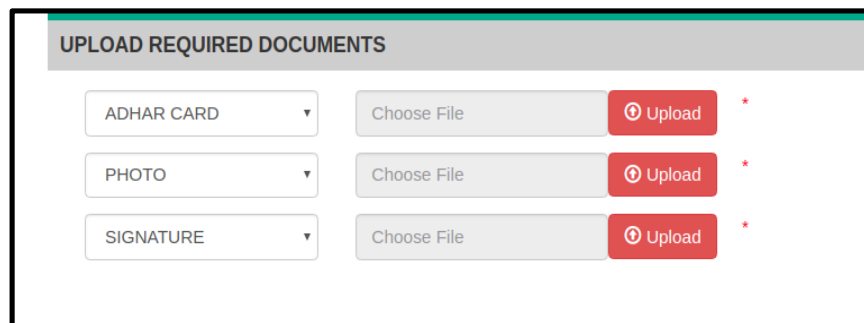 UPLOAD REQUIRED DOCUMENTS
ADHAR CARD Choose File Upload *
PHOTO Choose File Upload *
SIGNATURE Choose File Upload *